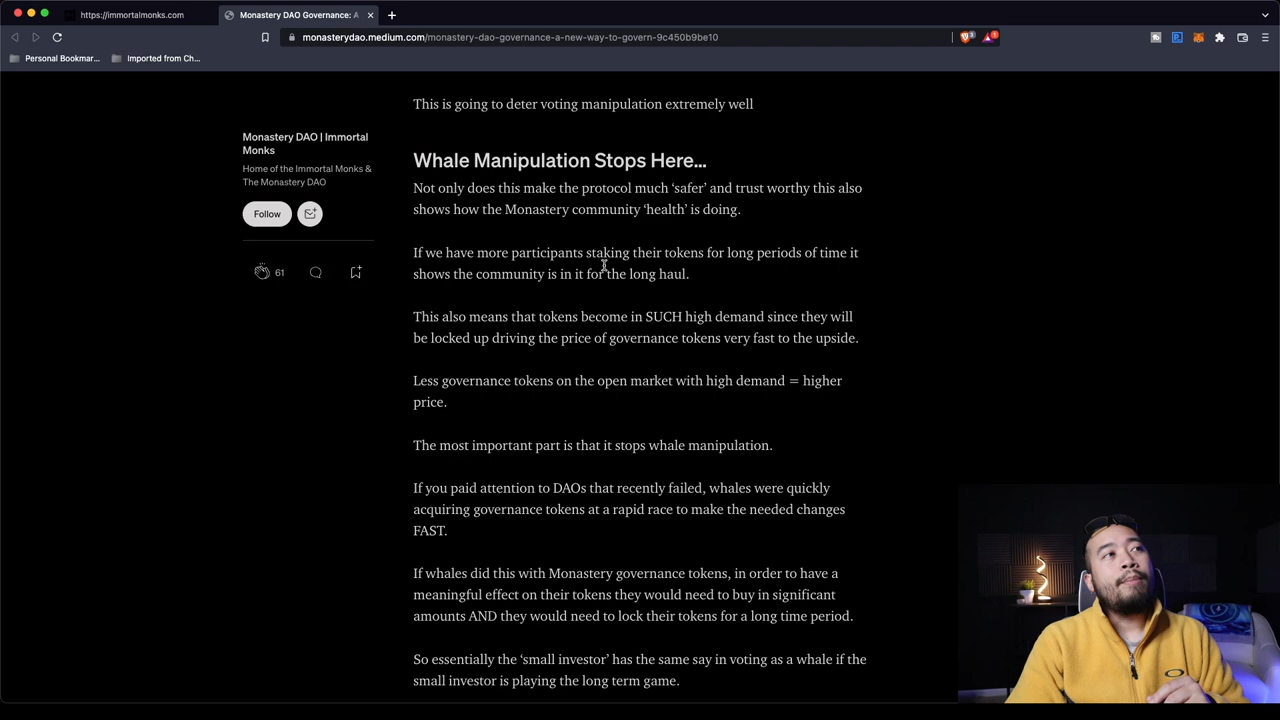 https://immortalmonks.com
Monastery DAO Governance: A
monasterydao.medium.com/monastery-dao-governance-a-new-way-to-govern-9c450b9be10
Personal Bookmar...
Imported from Ch...
This is going to deter voting manipulation extremely well
Monastery DAO | Immortal
Monks
Home of the Immortal Monks &
The Monastery DAO
Follow
61
Whale Manipulation Stops Here...
Not only does this make the protocol much ‘safer’ and trust worthy this also
shows how the Monastery community ‘health’ is doing.
If we have more participants staking their tokens for long periods of time it
shows the community is in it for the long haul.
This also means that tokens become in SUCH high demand since they will
be locked up driving the price of governance tokens very fast to the upside.
Less governance tokens on the open market with high demand = higher
price.
The most important part is that it stops whale manipulation.
If you paid attention to DAOs that recently failed, whales were quickly
acquiring governance tokens at a rapid race to make the needed changes
FAST.
If whales did this with Monastery governance tokens, in order to have a
meaningful effect on their tokens they would need to buy in significant
amounts AND they would need to lock their tokens for a long time period.
So essentially the ‘small investor’ has the same say in voting as a whale if the
small investor is playing the long term game.